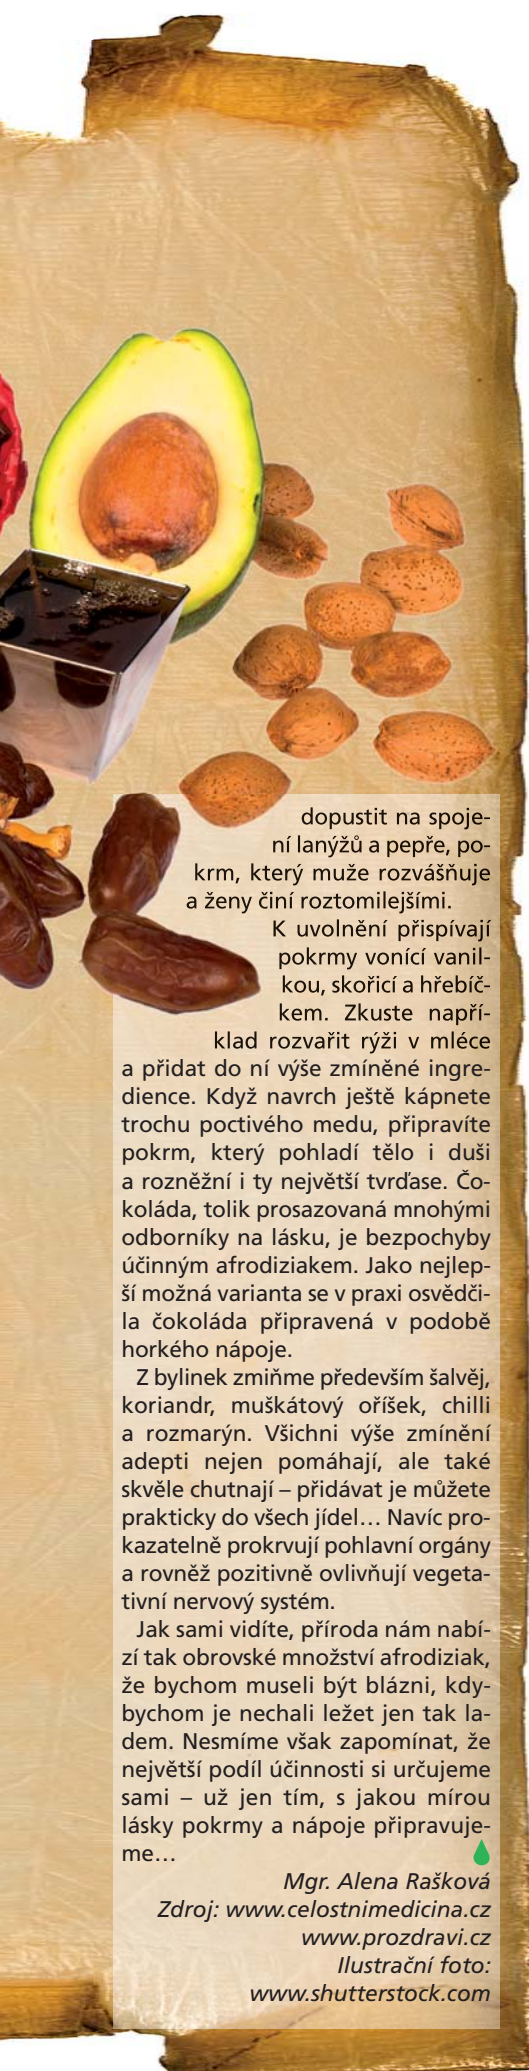 dopustit na spoje-
ní lanýžů a pepře, po-
krm, který muže rozvášňuje
a ženy činí roztomilejšími.
K uvolnění přispívají
pokrmy vonící vanil-
kou, skořicí a hřebíč-
kem. Zkuste napří-
klad rozvařit rýži v mléce
a přidat do ní výše zmíněné ingre-
dience. Když navrch ještě kápnete
trochu poctivého medu, připravíte
pokrm, který pohladí tělo i duši
a rozněžní i ty největší tvrďase. Čo-
koláda, tolik prosazovaná mnohými
odborníky na lásku, je bezpochyby
účinným afrodiziakem. Jako nejlep-
ší možná varianta se v praxi osvědči-
la čokoláda připravená v podobě
horkého nápoje.
Z bylinek zmiňme především šalvěj,
koriandr, muškátový oříšek, chilli
a rozmarýn. Všichni výše zmínění
adepti nejen pomáhají, ale také
skvěle chutnají – přidávat je můžete
prakticky do všech jídel… Navíc pro-
kazatelně prokrvují pohlavní orgány
a rovněž pozitivně ovlivňují vegeta-
tivní nervový systém.
Jak sami vidíte, příroda nám nabí-
zí tak obrovské množství afrodiziak,
že bychom museli být blázni, kdy-
bychom je nechali ležet jen tak la-
dem. Nesmíme však zapomínat, že
největší podíl účinnosti si určujeme
sami – už jen tím, s jakou mírou
lásky pokrmy a nápoje připravuje-
me…
Mgr. Alena Rašková
Zdroj: www.celostnimedicina.cz
www.prozdravi.cz
Ilustrační foto:
www.shutterstock.com